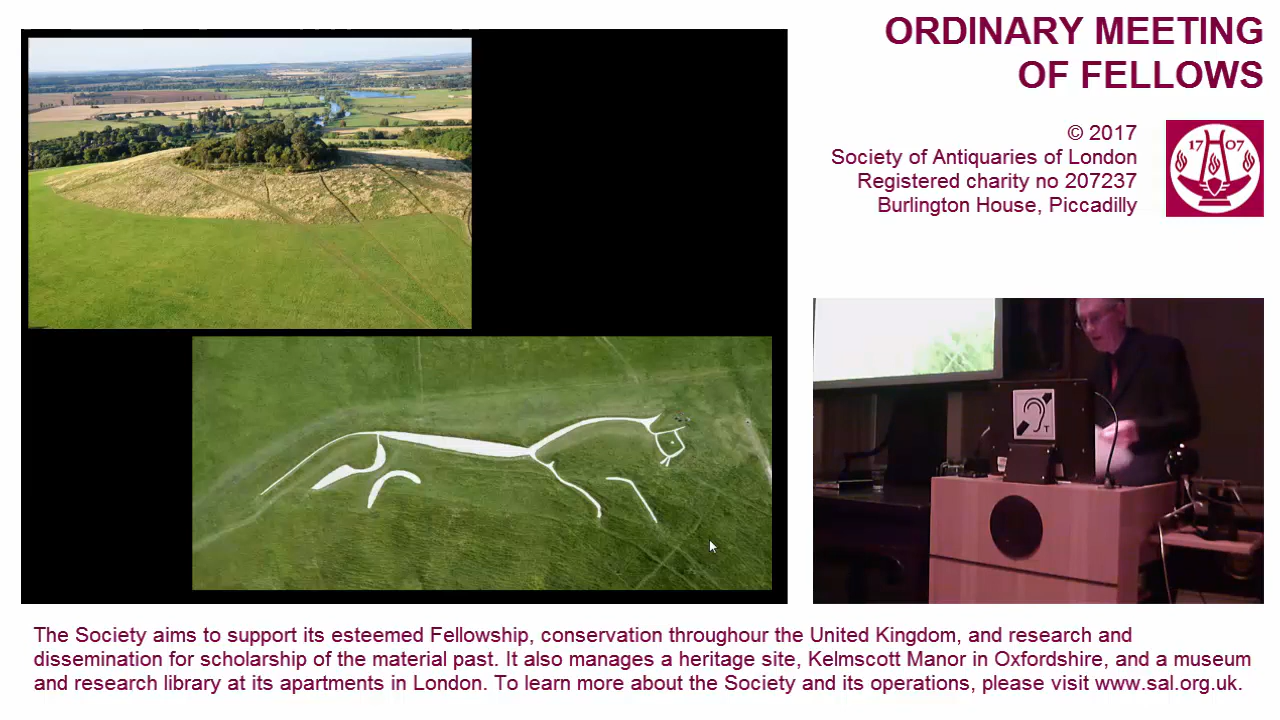 ORDINARY MEETING
OF FELLOWS
© 2017
Society of Antiquaries of London
Registered charity no 207237
Burlington House, Piccadilly
17 07
T
The Society aims to support its esteemed Fellowship, conservation throughour the United Kingdom, and research and
dissemination for scholarship of the material past. It also manages a heritage site, Kelmscott Manor in Oxfordshire, and a museum
and research library at its apartments in London. To learn more about the Society and its operations, please visit www.sal.org.uk.